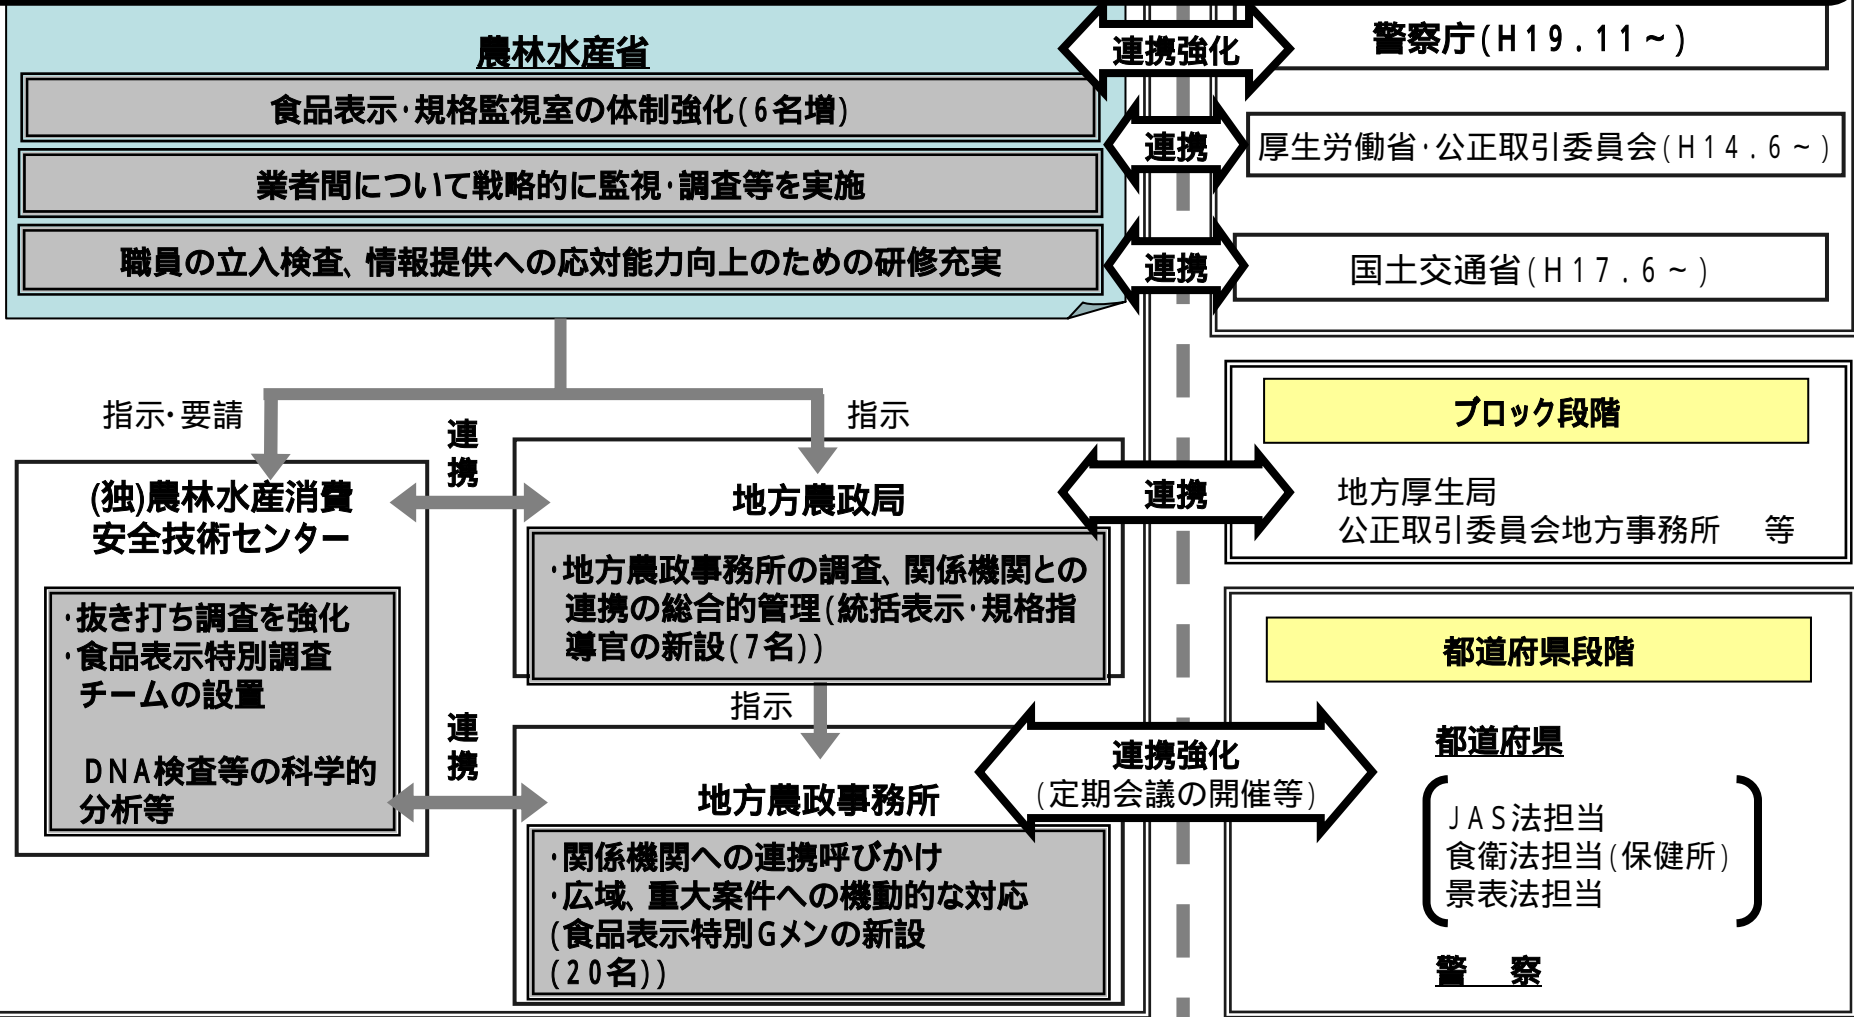 農林水産省
食品表示・規格監視室の体制強化(6名増)
業者間について戦略的に監視・調査等を実施
職員の立入検査、情報提供への応対能力向上のための研修充実
連携強化
警察庁(H19.11~)
連携
厚生労働省・公正取引委員会(H14.6~)
連携
国土交通省(H17.6~)
指示・要請
連
携
指示
(独)農林水産消費
安全技術センター
・抜き打ち調査を強化
・食品表示特別調査
チームの設置
DNA検査等の科学的
分析等
地方農政局
・地方農政事務所の調査、関係機関との
連携の総合的管理(統括表示・規格指
導官の新設(7名))
連携
ブロック段階
地方厚生局
公正取引委員会地方事務所 等
指示
連
携
地方農政事務所
・関係機関への連携呼びかけ
・広域、重大案件への機動的な対応
(食品表示特別Gメンの新設
(20名))
連携強化
(定期会議の開催等)
都道府県段階
都道府県
JAS法担当
食衛法担当(保健所)
景表法担当
警 察